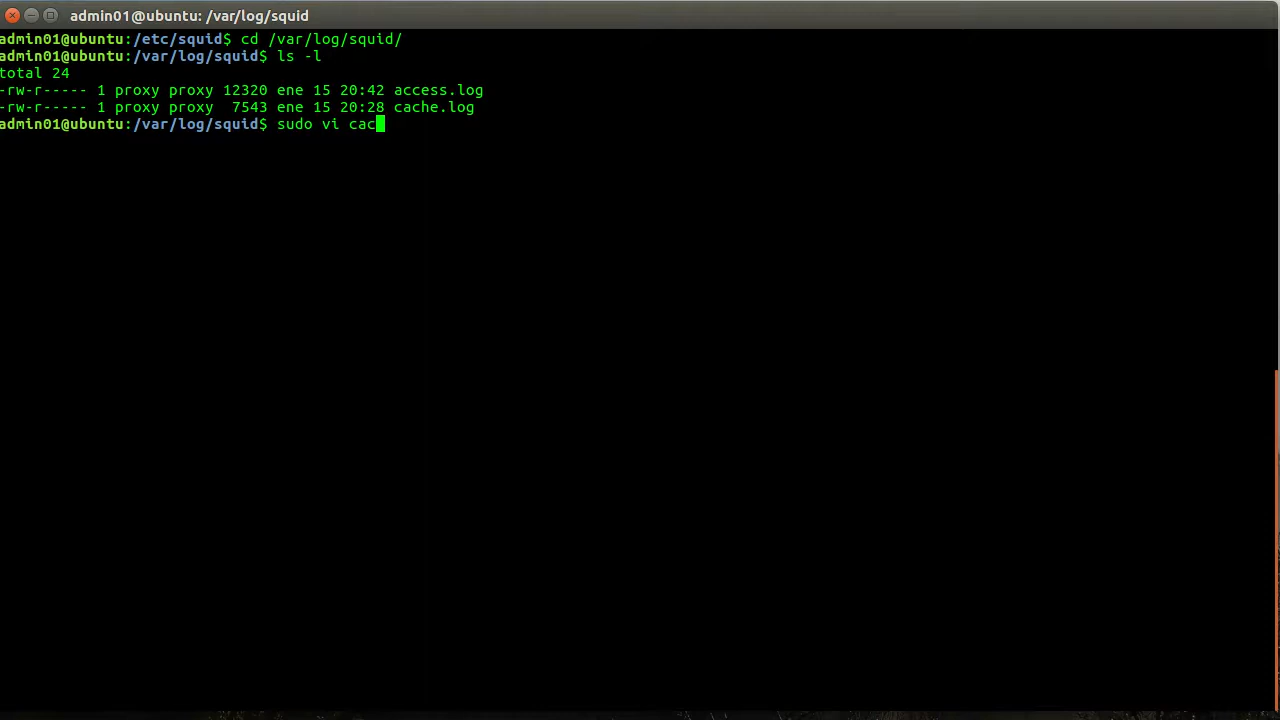 admin01@ubuntu: /var/log/squid
admin01@ubuntu:/etc/squid$ cd /var/log/squid/
admin01@ubuntu:/var/log/squid$ ls -l
total 24
-rw-r----- 1 proxy proxy 12320 ene 15 20:42 access.log
-rw-r----- 1 proxy proxy  7543 ene 15 20:28 cache.log
admin01@ubuntu:/var/log/squid$ sudo vi cac